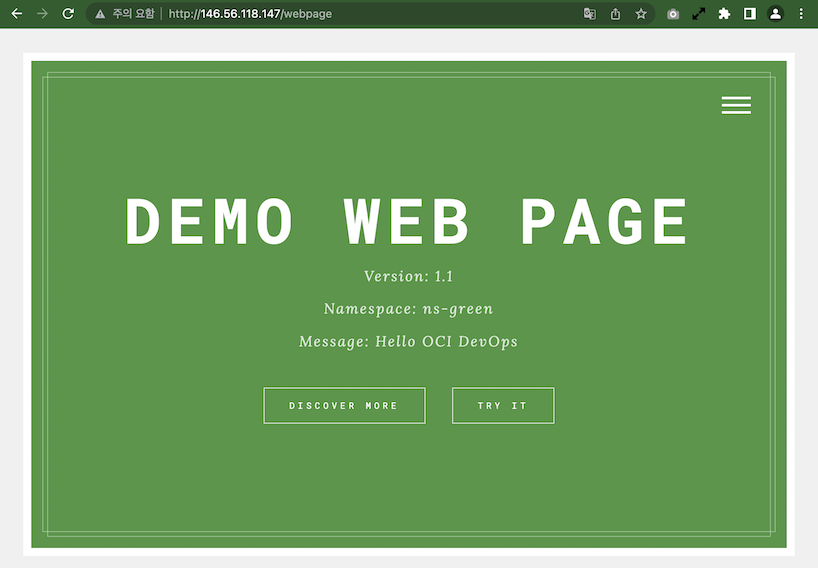 주의 요함 | http://146.56.118.147/webpage
DEMO WEB PAGE
Version: 1.1
Namespace: ns-green
Message: Hello OCI DevOps
DISCOVER MORE TRY IT